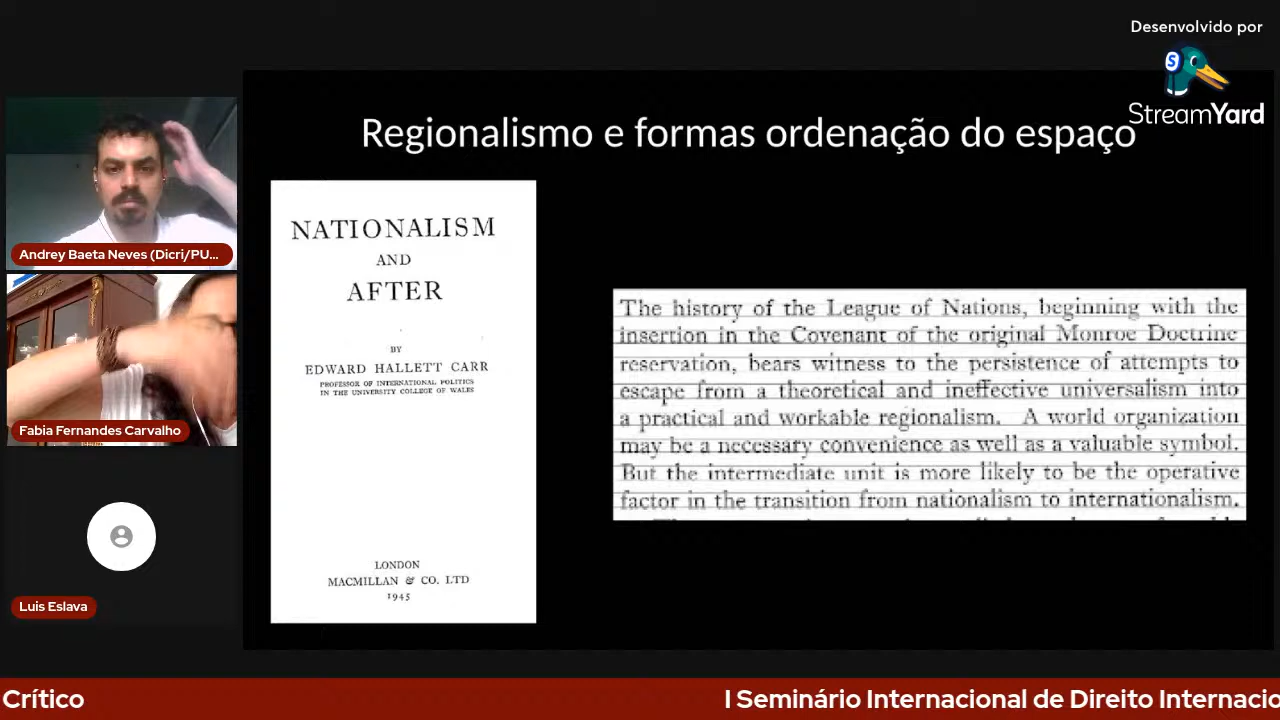 Desenvolvido por
StreamYard
Regionalismo e formas ordenação do espaço
NATIONALISM
AND
AFTER
BY
EDWARD HALLETT CARR
PROFESSOR OF INTERNATIONAL POLITICS
IN THE UNIVERSITY COLLEGE OF WALES
LONDON
MACMILLAN & CO. LTD
1945
The history of the League of Nations, beginning with the
insertion in the Covenant of the original Monroe Doctrine
reservation, bears witness to the persistence of attempts to
escape from a theoretical and ineffective universalism into
a practical and workable regionalism. A world organization
may be a necessary convenience as well as a valuable symbol.
But the intermediate unit is more likely to be the operative
factor in the transition from nationalism to internationalism.
Andrey Baeta Neves (Dicri/PU...
Fabia Fernandes Carvalho
Luis Eslava
Crítico
I Seminário Internacional de Direito Internacio